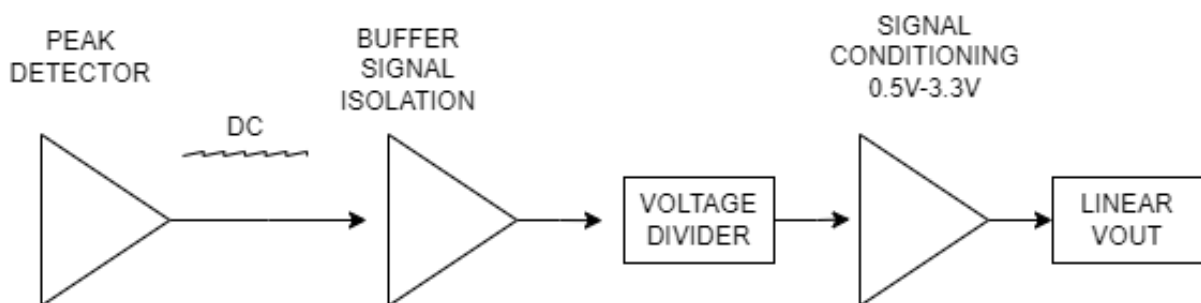 PEAK
DETECTOR
DC
BUFFER
SIGNAL
ISOLATION
VOLTAGE
DIVIDER
SIGNAL
CONDITIONING
0.5V-3.3V
LINEAR
VOUT